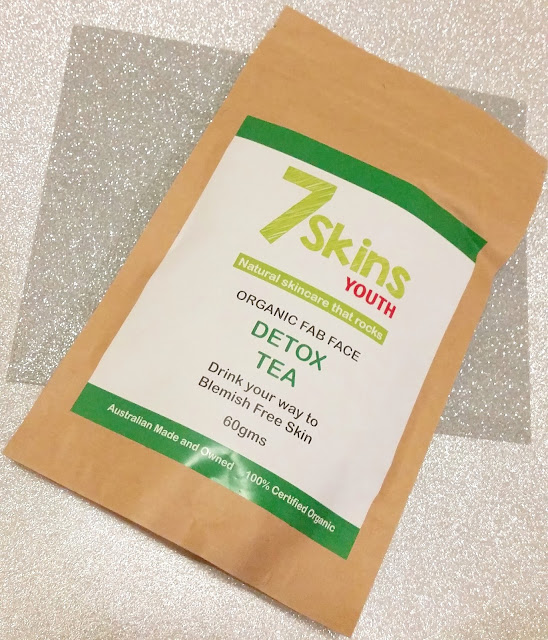 7 Skins
YOUTH
Natural skincare that rocks
ORGANIC FAB FACE
DETOX
TEA
Drink your way to
Blemish Free Skin
60gms
Australian Made and Owned 100% Certified Organic